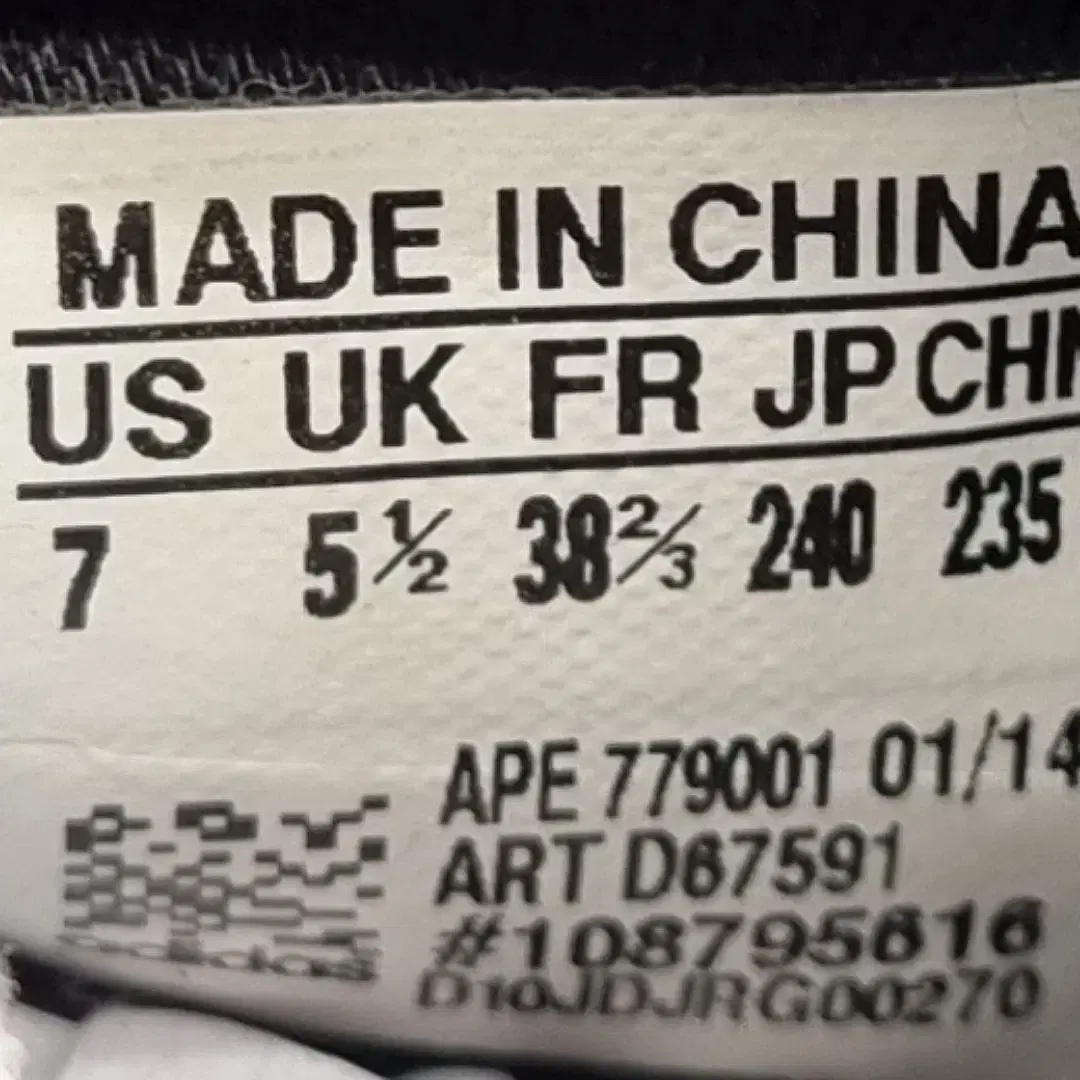 MADE IN CHINA
US UK FR JP CHN
7 5½ 38⅔ 240 235
APE 779001 01/14
ART D67591
#108795616
D10JDJRG00270